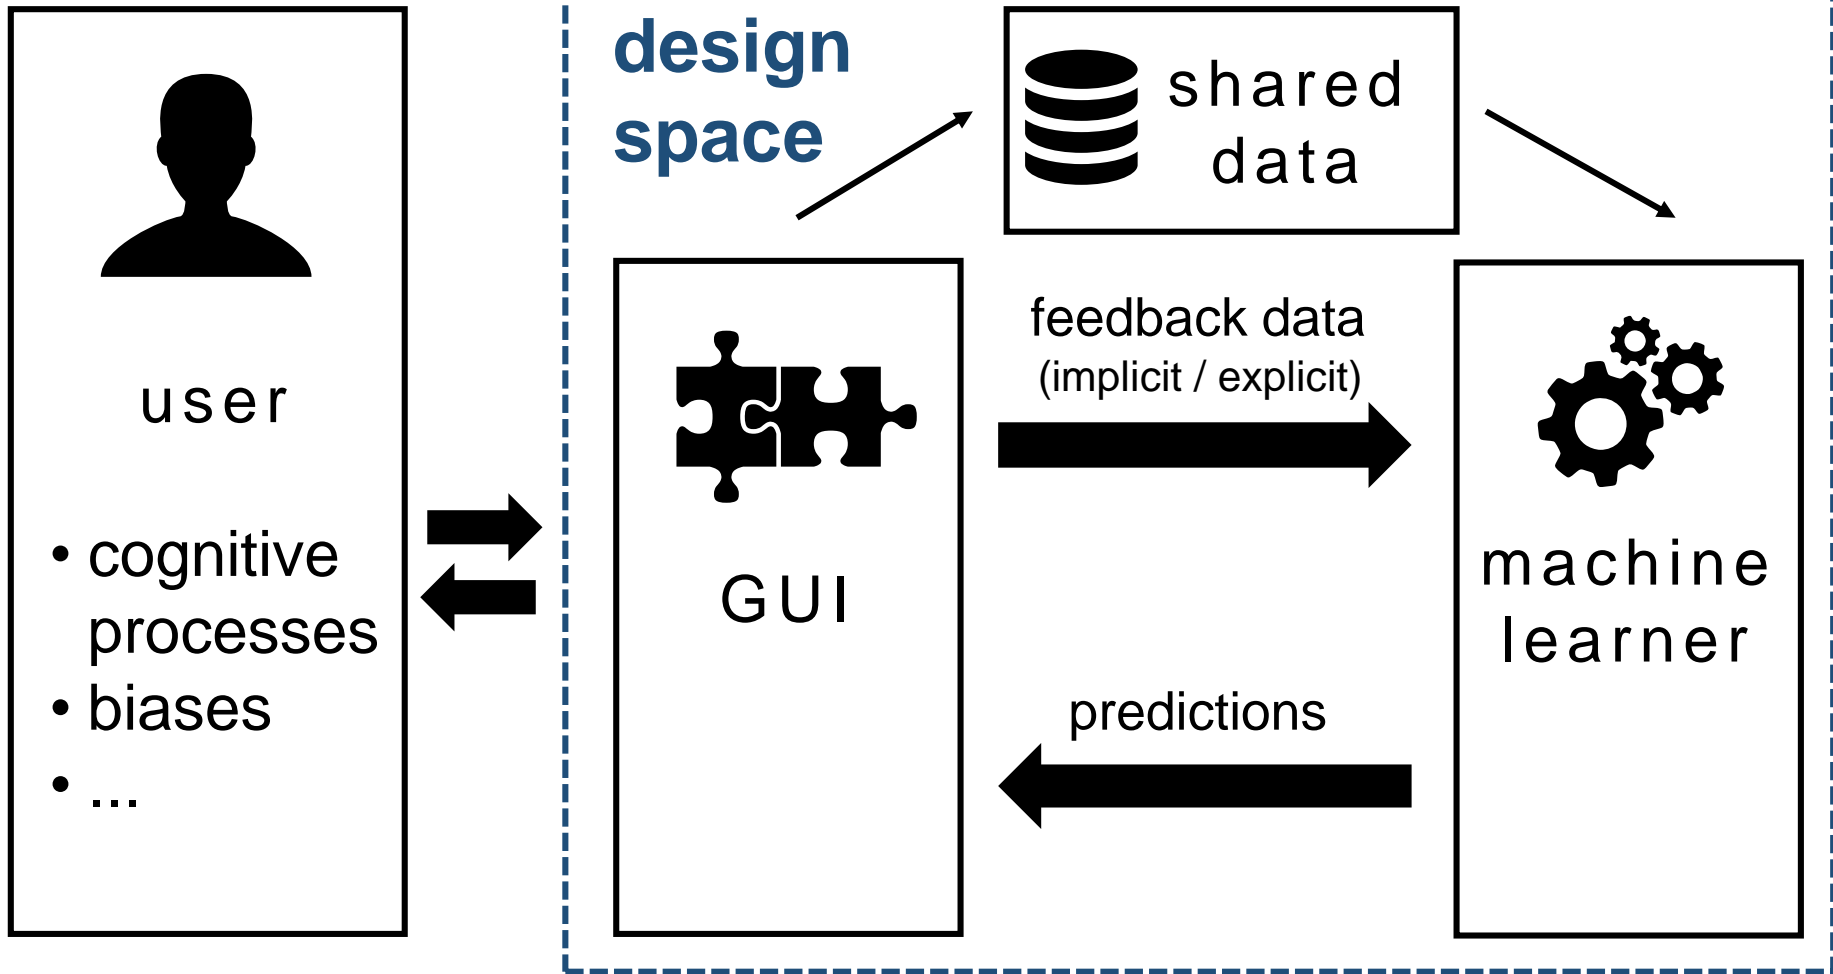 user
• cognitive
processes
• biases
• ...
design
space
shared
data
GUI
feedback data
(implicit / explicit)
predictions
machine
learner